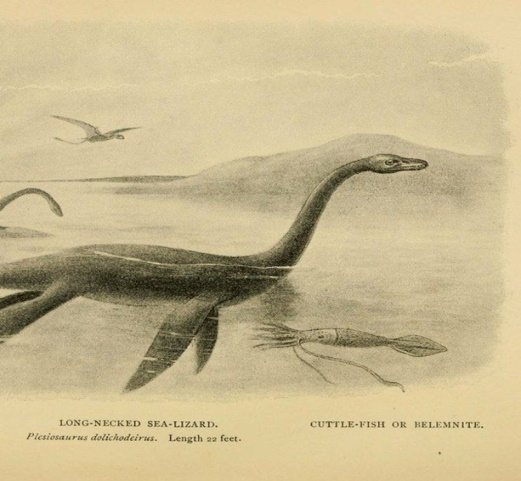 LONG-NECKED SEA-LIZARD.
Plesiosaurus dolichodeirus. Length 22 feet.
CUTTLE-FISH OR BELEMNITE.